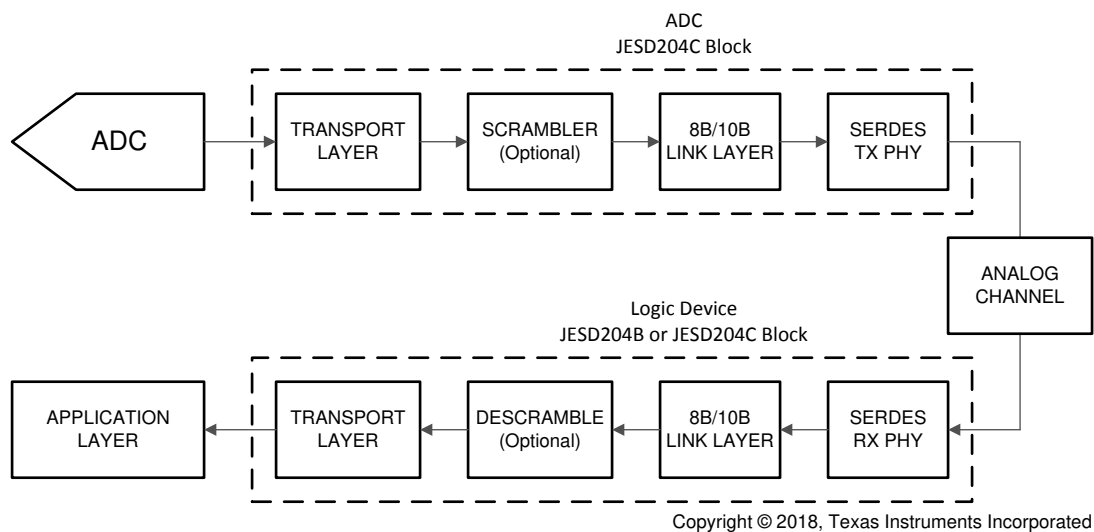 ADC
JESD204C Block
ADC
TRANSPORT
LAYER
SCRAMBLER
(Optional)
8B/10B
LINK LAYER
SERDES
TX PHY
ANALOG
CHANNEL
Logic Device
JESD204B or JESD204C Block
APPLICATION
LAYER
TRANSPORT
LAYER
DESCRAMBLE
(Optional)
8B/10B
LINK LAYER
SERDES
RX PHY
Copyright © 2018, Texas Instruments Incorporated